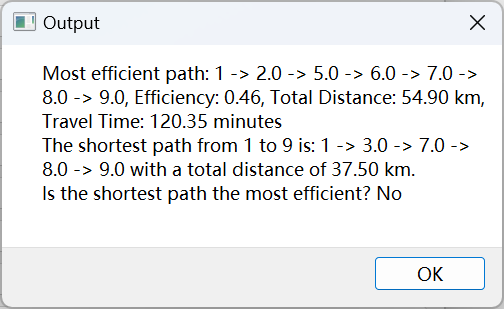 Output
Most efficient path: 1 -> 2.0 -> 5.0 -> 6.0 -> 7.0 ->
8.0 -> 9.0, Efficiency: 0.46, Total Distance: 54.90 km,
Travel Time: 120.35 minutes
The shortest path from 1 to 9 is: 1 -> 3.0 -> 7.0 ->
8.0 -> 9.0 with a total distance of 37.50 km.
Is the shortest path the most efficient? No
OK